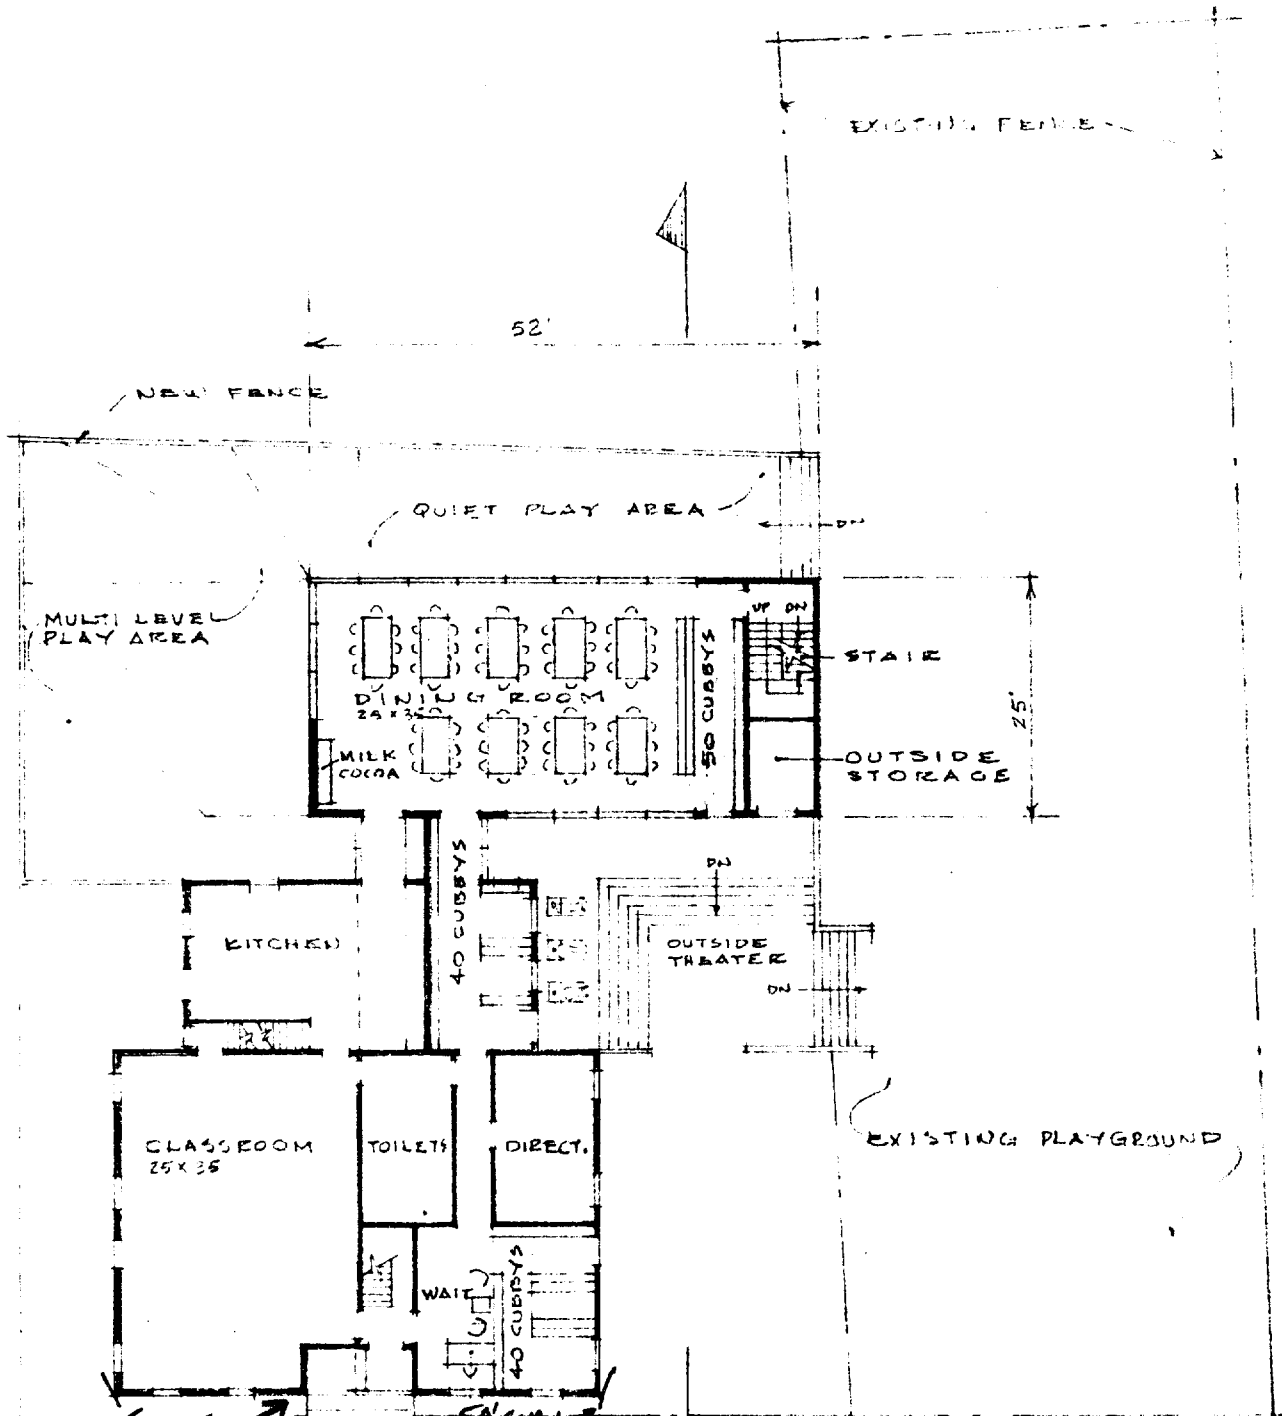 EXISTING FENCE
52'
NEW FENCE
QUIET PLAY AREA
DN
MULTI LEVEL
PLAY AREA
UP DN
STAIR
50 CUBBYS
DINING ROOM
25 x 35
25'
MILK
COCOA
OUTSIDE
STORAGE
DN
40 CUBBYS
KITCHEN
OUTSIDE
THEATER
DN
CLASSROOM
25 x 35
TOILETS
DIRECT.
EXISTING PLAYGROUND
WAIT
40 CUBBYS